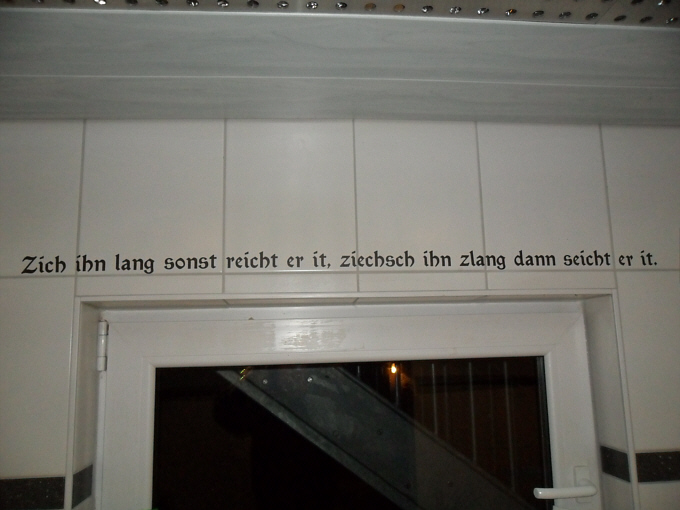 Zich ihn lang sonst reicht er it, ziechsch ihn zlang dann seicht er it.